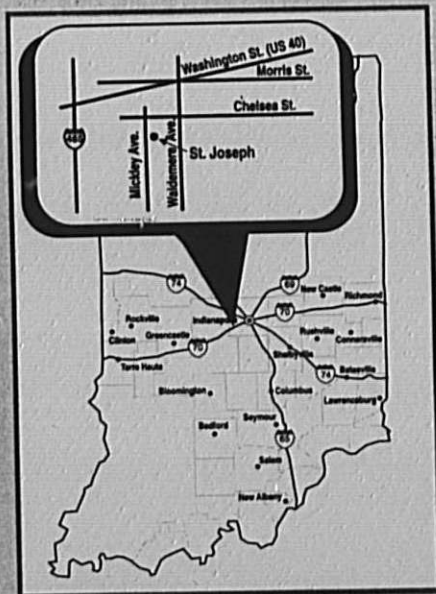 Washington St. (US 40)
Morris St.
Chelsea St.
465
Mickley Ave.
Waldemere Ave.
St. Joseph
74
69
New Castle
Richmond
70
Rockville
Indianapolis
Clinton
Greencastle
Rushville
Connersville
70
Shelbyville
Terre Haute
74
Batesville
Bloomington
Columbus
Lawrenceburg
Seymour
Bedford
65
Salem
New Albany